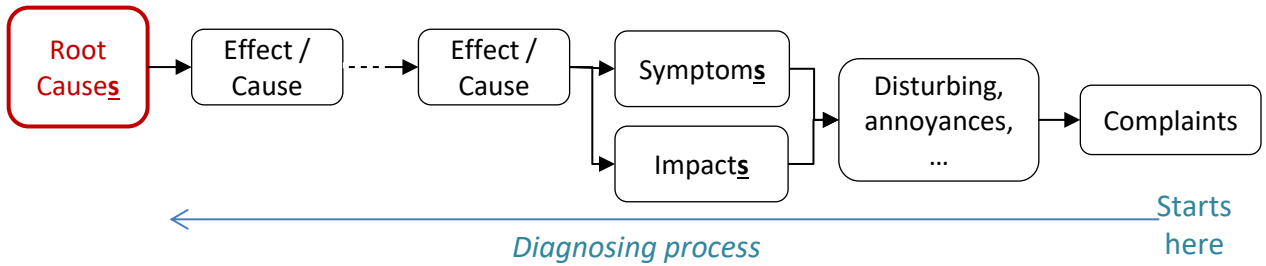 Root
Causes
Effect /
Cause
Effect /
Cause
Symptoms
Impacts
Disturbing,
annoyances,
...
Complaints
Starts
here
Diagnosing process